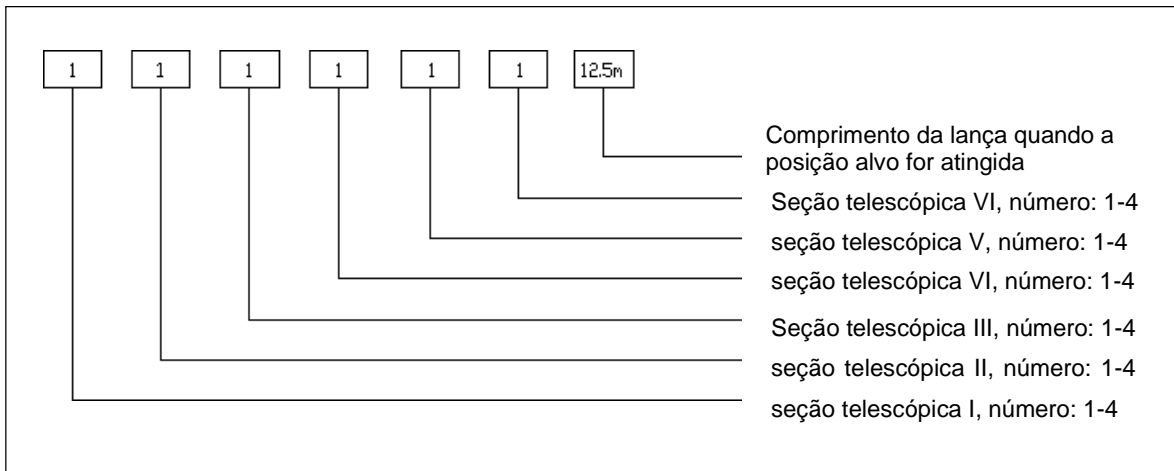 1 1 1 1 1 1 12.5m
Comprimento da lança quando a
posição alvo for atingida
Seção telescópica VI, número: 1-4
seção telescópica V, número: 1-4
seção telescópica VI, número: 1-4
Seção telescópica III, número: 1-4
seção telescópica II, número: 1-4
seção telescópica I, número: 1-4